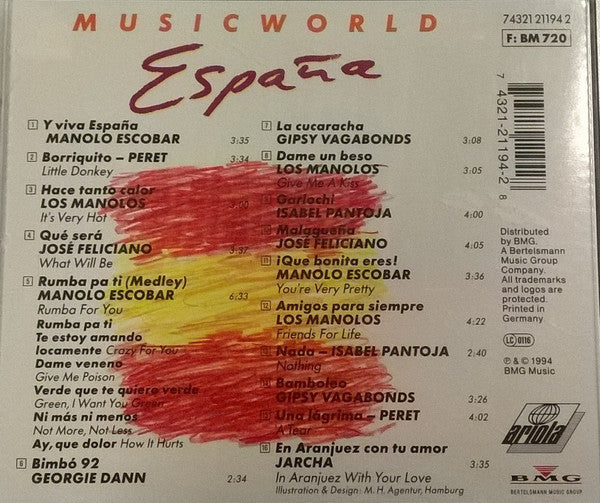 MUSICWORLD
España
74321 21194 2
F: BM 720
7 4321-21194-2 8
1 Y viva España
MANOLO ESCOBAR 3:35
2 Borriquito – PERET 3:34
Little Donkey
3 Hace tanto calor
LOS MANOLOS 3:00
It's Very Hot
4 Qué será
JOSÉ FELICIANO 3:37
What Will Be
5 Rumba pa ti (Medley)
MANOLO ESCOBAR 6:33
Rumba For You
Rumba pa ti
Te estoy amando
locamente Crazy For You
Dame veneno
Give Me Poison
Verde que te quiero verde
Green, I Want You Green
Ni más ni menos
Not More, Not Less
Ay, que dolor How It Hurts
6 Bimbó 92
GEORGIE DANN 2:34
7 La cucaracha
GIPSY VAGABONDS 3:08
8 Dame un beso
LOS MANOLOS 3:05
Give Me A Kiss
9 Garlochi
ISABEL PANTOJA 4:00
10 Malagueña
JOSÉ FELICIANO 4:05
11 ¡Que bonita eres!
MANOLO ESCOBAR 3:36
You're Very Pretty
12 Amigos para siempre
LOS MANOLOS 4:22
Friends For Life
13 Nada – ISABEL PANTOJA 2:40
Nothing
14 Bamboleo
GIPSY VAGABONDS 3:26
15 Una lágrima – PERET 4:02
A Tear
16 En Aranjuez con tu amor
JARCHA 3:35
In Aranjuez With Your Love
Illustration & Design: M. H. Agentur, Hamburg
Distributed
by BMG.
A Bertelsmann
Music Group
Company.
All trademarks
and logos are
protected.
Printed in
Germany.
LC 0116
℗ & © 1994
BMG Music
ariola
BMG
BERTELSMANN MUSIC GROUP